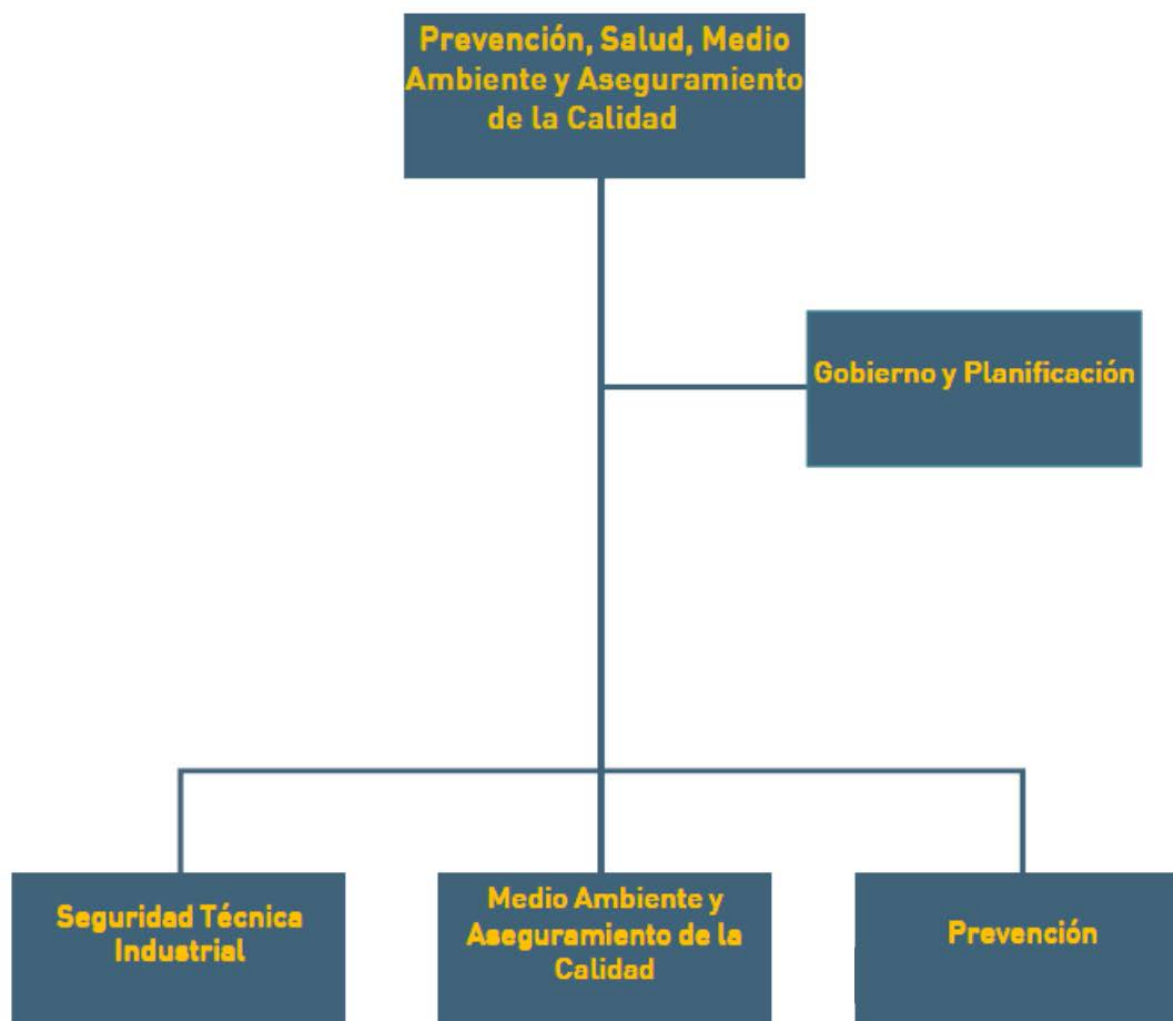 Prevención, Salud, Medio
Ambiente y Aseguramiento
de la Calidad
Gobierno y Planificación
Seguridad Técnica
Industrial
Medio Ambiente y
Aseguramiento de la
Calidad
Prevención